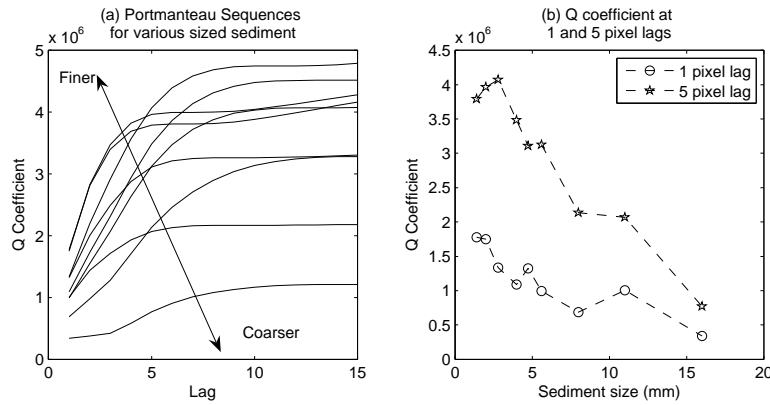 (a) Portmanteau Sequences
for various sized sediment
x 10^6
5
4
3
2
1
0
0
5
10
15
Q Coefficient
Lag
Finer
Coarser
(b) Q coefficient at
1 and 5 pixel lags
x 10^6
4.5
4
3.5
3
2.5
2
1.5
1
0.5
0
0
5
10
15
20
Q Coefficient
Sediment size (mm)
1 pixel lag
5 pixel lag